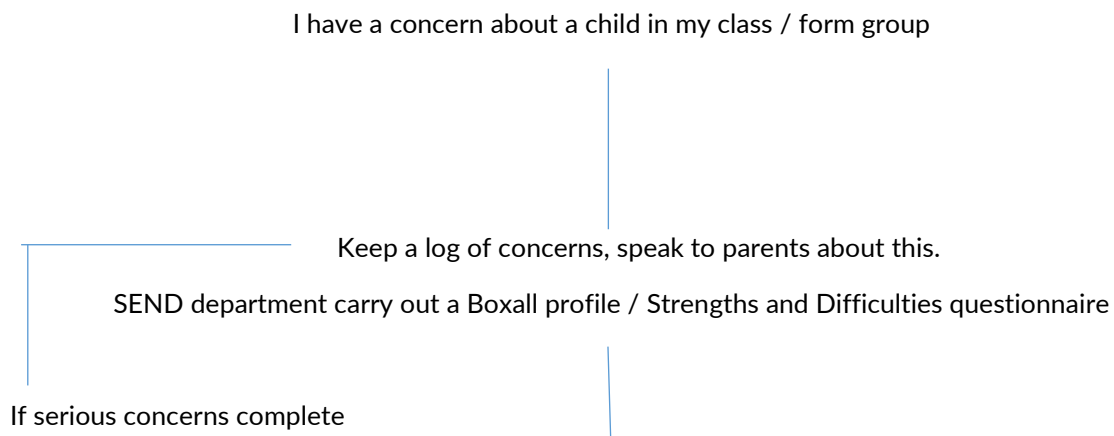 I have a concern about a child in my class / form group
Keep a log of concerns, speak to parents about this.
SEND department carry out a Boxall profile / Strengths and Difficulties questionnaire
If serious concerns complete